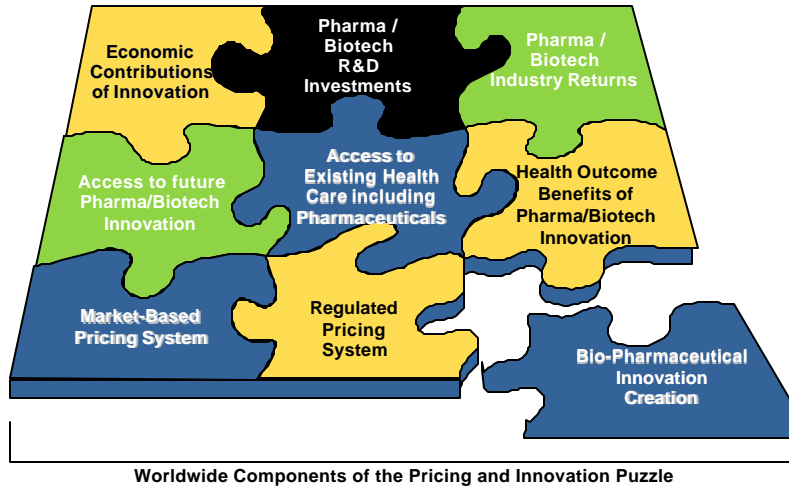 Economic
Contributions
of Innovation
Pharma /
Biotech
R&D
Investments
Pharma /
Biotech
Industry Returns
Access to future
Pharma/Biotech
Innovation
Access to
Existing Health
Care including
Pharmaceuticals
Health Outcome
Benefits of
Pharma/Biotech
Innovation
Market-Based
Pricing System
Regulated
Pricing
System
Bio-Pharmaceutical
Innovation
Creation
Worldwide Components of the Pricing and Innovation Puzzle